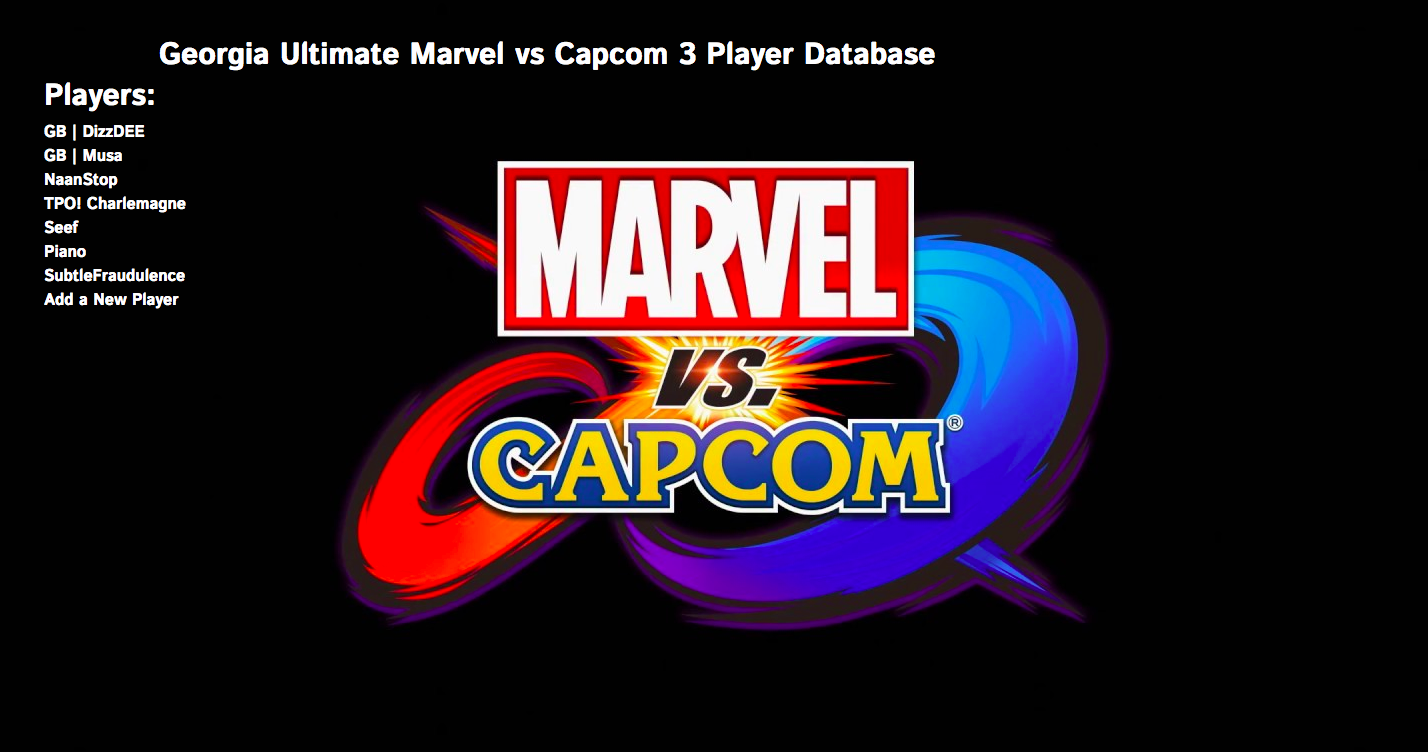 Georgia Ultimate Marvel vs Capcom 3 Player Database
Players:
GB | DizzDEE
GB | Musa
NaanStop
TPO! Charlemagne
Seef
Piano
SubtleFraudulence
Add a New Player
MARVEL
VS.
CAPCOM®